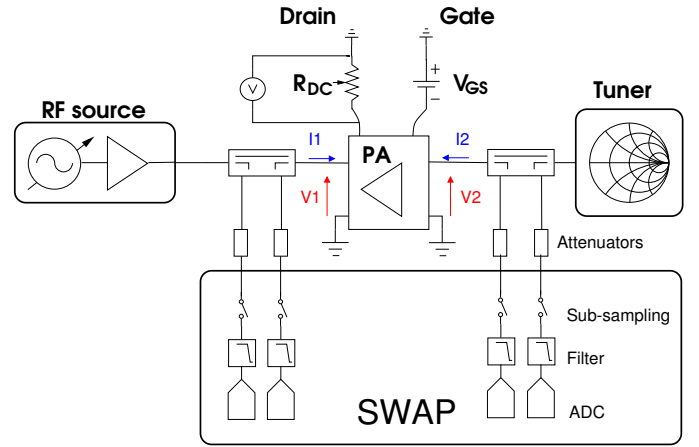 Drain
Gate
V
RDC
+
VGS
−
Tuner
RF source
I1
PA
I2
V1
V2
Attenuators
Sub-sampling
Filter
ADC
SWAP